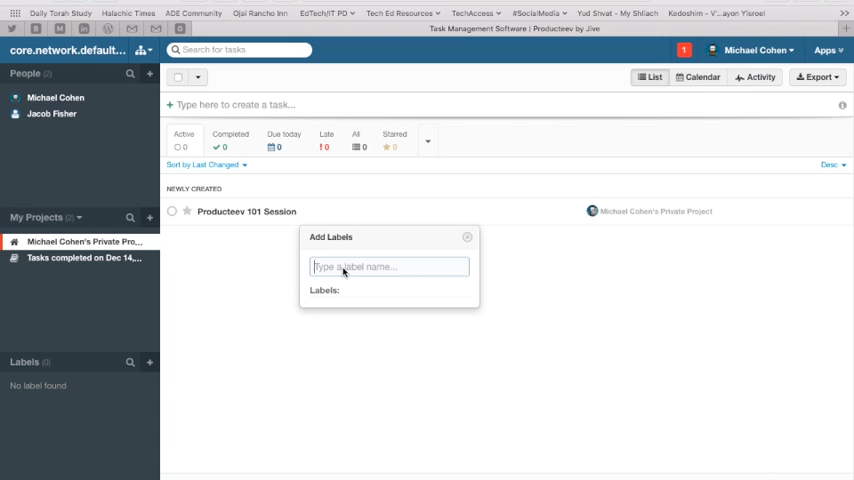 Daily Torah Study Halachic Times ADE Community Ojai Rancho Inn EdTech/IT PD Tech Ed Resources TechAccess #SocialMedia Yud Shvat - My Shliach Kedoshim - V'...ayon Yisroel
Task Management Software | Producteev by Jive
core.network.default... Search for tasks 1 Michael Cohen Apps
People (2)
List Calendar Activity Export
Michael Cohen
Jacob Fisher
Type here to create a task...
Active Completed Due today Late All Starred
0 0 0 0 0 0
Sort by Last Changed Desc
NEWLY CREATED
My Projects (2)
Producteev 101 Session Michael Cohen's Private Project
Michael Cohen's Private Pro,...
Tasks completed on Dec 14,...
Add Labels
Type a label name...
Labels:
Labels (0)
No label found